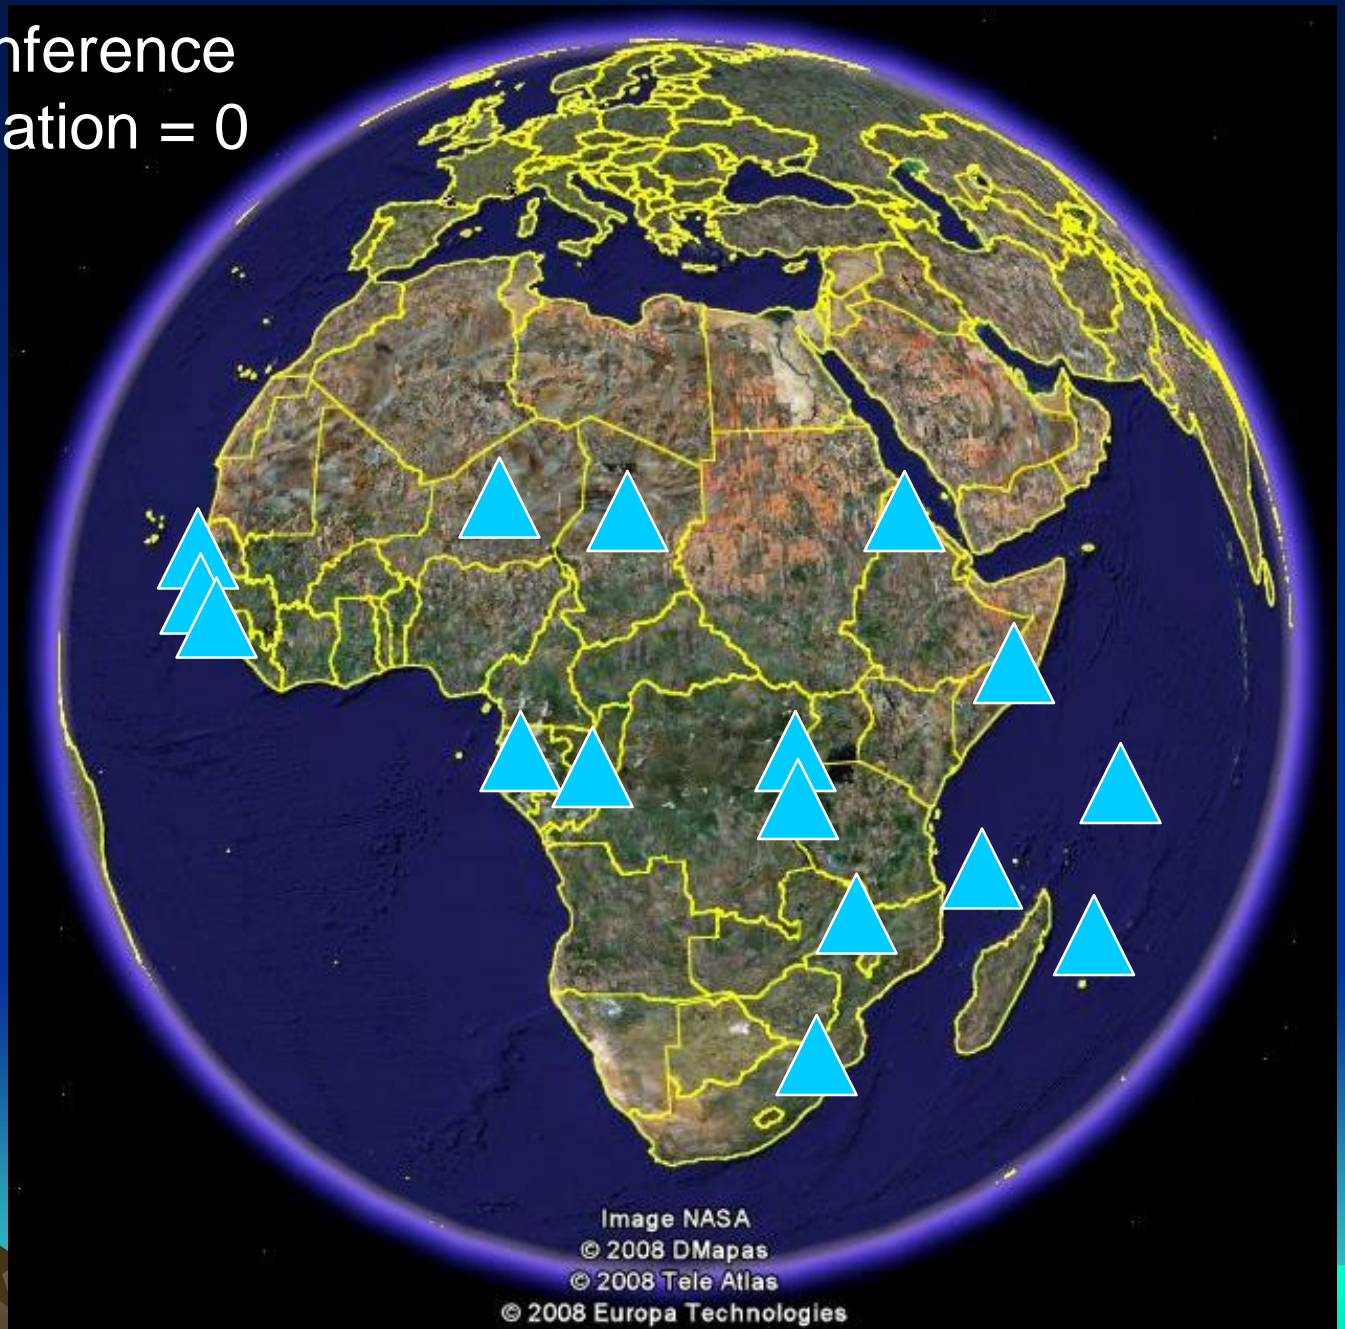 nference
ation = 0
Image NASA
© 2008 DMapas
© 2008 Tele Atlas
© 2008 Europa Technologies